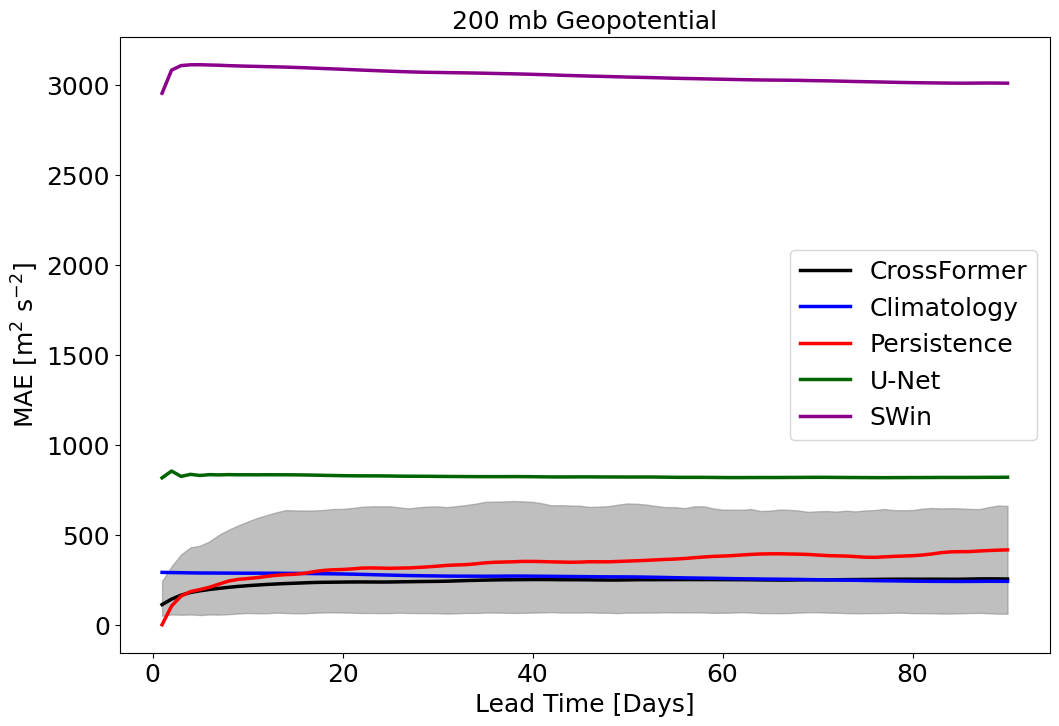 200 mb Geopotential
MAE [m² s⁻²]
3000
2500
2000
1500
1000
500
0
CrossFormer
Climatology
Persistence
U-Net
SWin
0 20 40 60 80
Lead Time [Days]